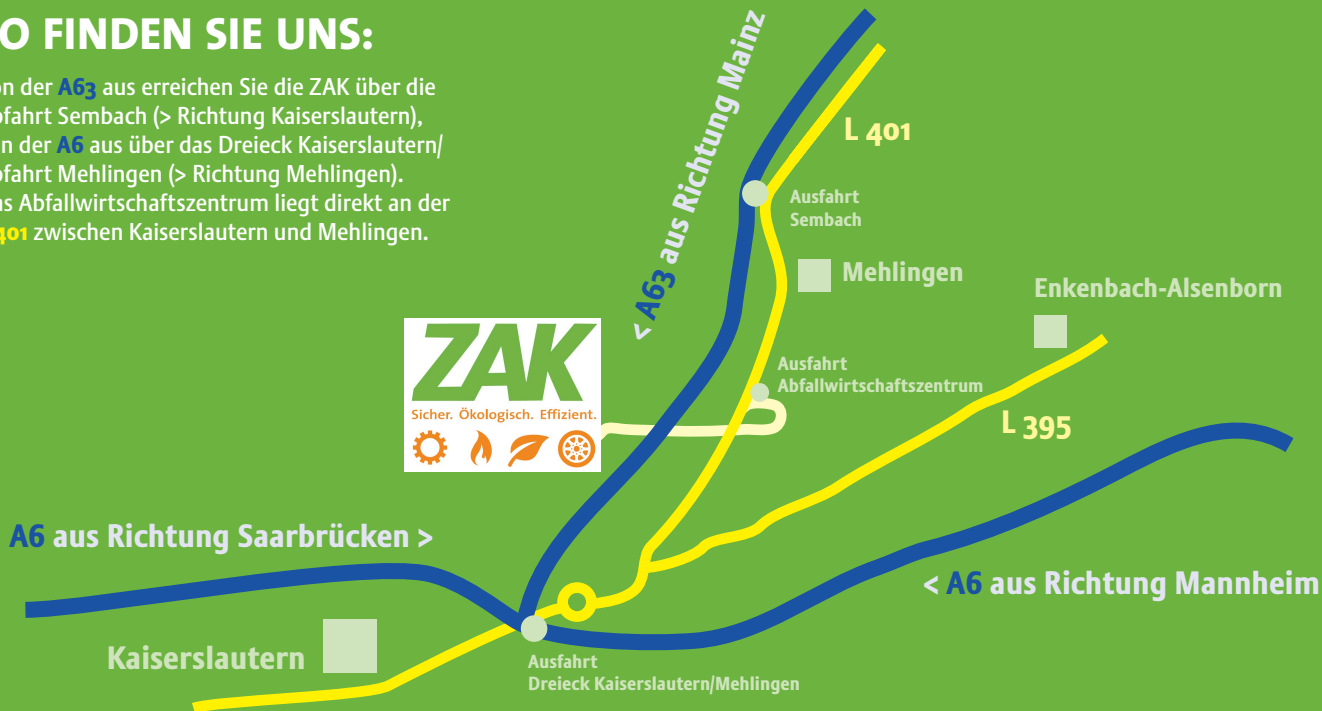 O FINDEN SIE UNS:
n der A63 aus erreichen Sie die ZAK über die
fahrt Sembach (> Richtung Kaiserslautern),
n der A6 aus über das Dreieck Kaiserslautern/
fahrt Mehlingen (> Richtung Mehlingen).
s Abfallwirtschaftszentrum liegt direkt an der
401 zwischen Kaiserslautern und Mehlingen.
< A63 aus Richtung Mainz
L 401
Ausfahrt
Sembach
Mehlingen
Enkenbach-Alsenborn
ZAK
Sicher. Ökologisch. Effizient.
Ausfahrt
Abfallwirtschaftszentrum
L 395
A6 aus Richtung Saarbrücken >
< A6 aus Richtung Mannheim
Kaiserslautern
Ausfahrt
Dreieck Kaiserslautern/Mehlingen